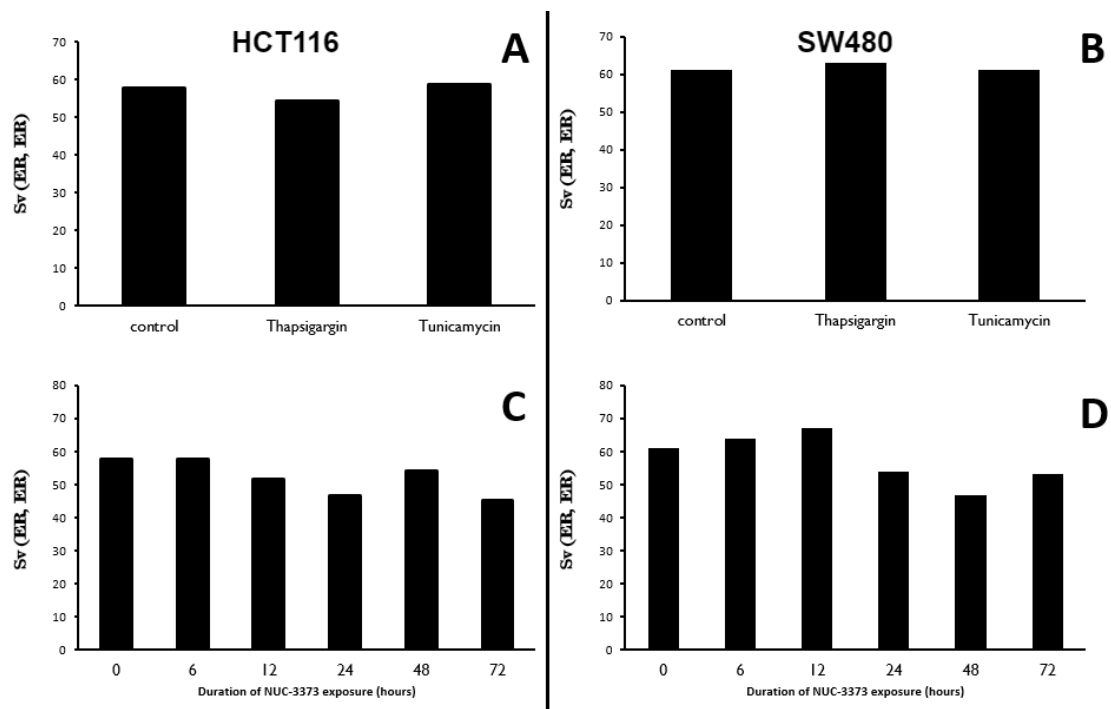 HCT116
A
70
60
50
40
30
20
10
0
Sv (ER, ER)
control Thapsigargin Tunicamycin
SW480
B
70
60
50
40
30
20
10
0
Sv (ER, ER)
control Thapsigargin Tunicamycin
C
80
70
60
50
40
30
20
10
0
Sv (ER, ER)
0 6 12 24 48 72
Duration of NUC-3373 exposure (hours)
D
80
70
60
50
40
30
20
10
0
Sv (ER, ER)
0 6 12 24 48 72
Duration of NUC-3373 exposure (hours)